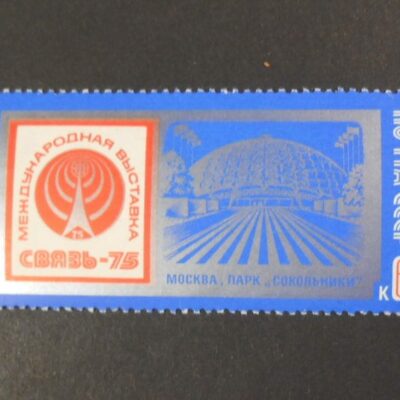 МЕЖДУНАРОДНАЯ ВЫСТАВКА
75
СВЯЗЬ-75
МОСКВА, ПАРК „СОКОЛЬНИКИ"
К